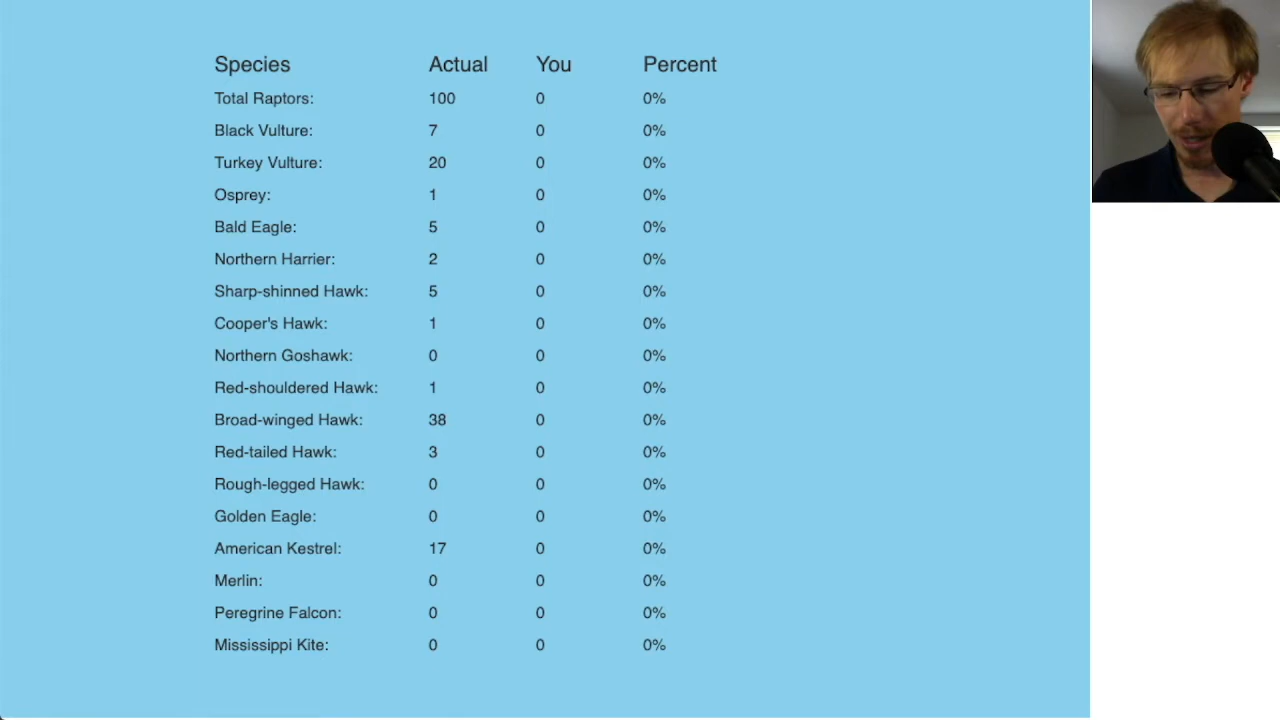 Species Actual You Percent
Total Raptors: 100 0 0%
Black Vulture: 7 0 0%
Turkey Vulture: 20 0 0%
Osprey: 1 0 0%
Bald Eagle: 5 0 0%
Northern Harrier: 2 0 0%
Sharp-shinned Hawk: 5 0 0%
Cooper's Hawk: 1 0 0%
Northern Goshawk: 0 0 0%
Red-shouldered Hawk: 1 0 0%
Broad-winged Hawk: 38 0 0%
Red-tailed Hawk: 3 0 0%
Rough-legged Hawk: 0 0 0%
Golden Eagle: 0 0 0%
American Kestrel: 17 0 0%
Merlin: 0 0 0%
Peregrine Falcon: 0 0 0%
Mississippi Kite: 0 0 0%